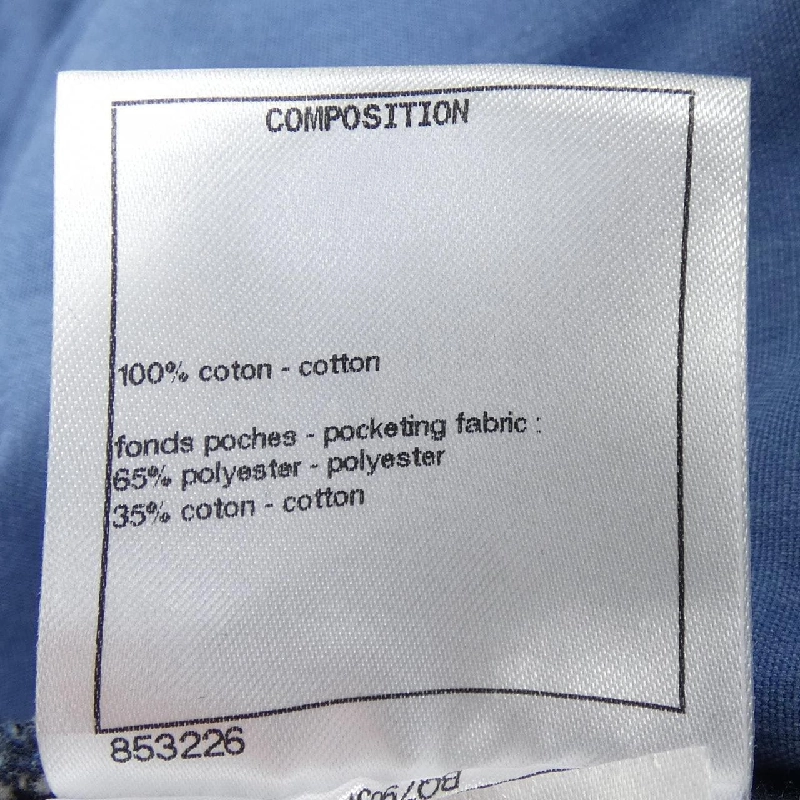 COMPOSITION
100% coton - cotton
fonds poches - pocketing fabric :
65% polyester - polyester
35% coton - cotton
853226